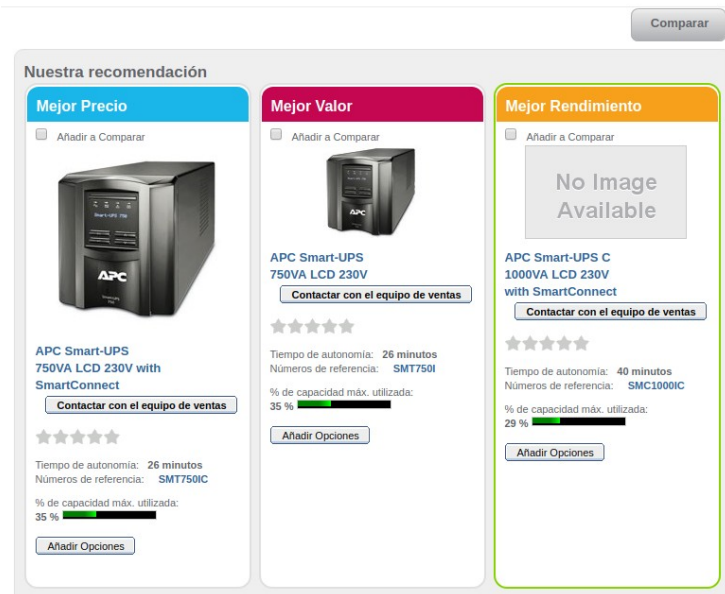 Comparar
Nuestra recomendación
Mejor Precio
Añadir a Comparar
Smart-UPS 750
APC
APC Smart-UPS
750VA LCD 230V with
SmartConnect
Contactar con el equipo de ventas
Tiempo de autonomía: 26 minutos
Números de referencia: SMT750IC
% de capacidad máx. utilizada:
35 %
Añadir Opciones
Mejor Valor
Añadir a Comparar
APC
APC Smart-UPS
750VA LCD 230V
Contactar con el equipo de ventas
Tiempo de autonomía: 26 minutos
Números de referencia: SMT750I
% de capacidad máx. utilizada:
35 %
Añadir Opciones
Mejor Rendimiento
Añadir a Comparar
No Image
Available
APC Smart-UPS C
1000VA LCD 230V
with SmartConnect
Contactar con el equipo de ventas
Tiempo de autonomía: 40 minutos
Números de referencia: SMC1000IC
% de capacidad máx. utilizada:
29 %
Añadir Opciones